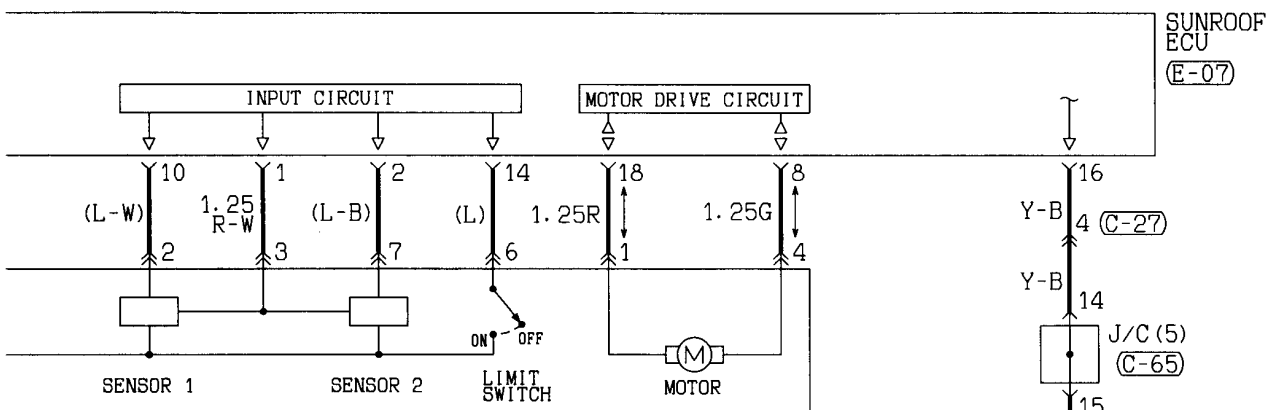 SUNROOF
ECU
(E-07)
INPUT CIRCUIT
MOTOR DRIVE CIRCUIT
10 1 2 14 18 8 16
(L-W) 1.25 R-W (L-B) (L) 1.25R 1.25G Y-B
4 (C-27)
2 3 7 6 1 4
Y-B
14
ON OFF
M
J/C(5)
(C-65)
SENSOR 1
SENSOR 2
LIMIT
SWITCH
MOTOR
15